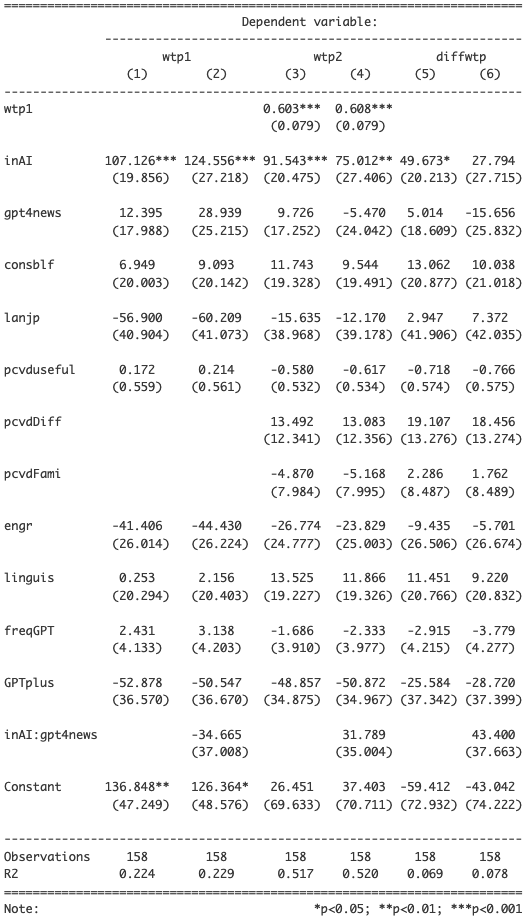 Dependent variable:
wtp1 wtp2 diffwtp
(1) (2) (3) (4) (5) (6)
wtp1 0.603*** 0.608***
(0.079) (0.079)
inAI 107.126*** 124.556*** 91.543*** 75.012** 49.673* 27.794
(19.856) (27.218) (20.475) (27.406) (20.213) (27.715)
gpt4news 12.395 28.939 9.726 -5.470 5.014 -15.656
(17.988) (25.215) (17.252) (24.042) (18.609) (25.832)
consblf 6.949 9.093 11.743 9.544 13.062 10.038
(20.003) (20.142) (19.328) (19.491) (20.877) (21.018)
lanjp -56.900 -60.209 -15.635 -12.170 2.947 7.372
(40.904) (41.073) (38.968) (39.178) (41.906) (42.035)
pcvduseful 0.172 0.214 -0.580 -0.617 -0.718 -0.766
(0.559) (0.561) (0.532) (0.534) (0.574) (0.575)
pcvdDiff 13.492 13.083 19.107 18.456
(12.341) (12.356) (13.276) (13.274)
pcvdFami -4.870 -5.168 2.286 1.762
(7.984) (7.995) (8.487) (8.489)
engr -41.406 -44.430 -26.774 -23.829 -9.435 -5.701
(26.014) (26.224) (24.777) (25.003) (26.506) (26.674)
linguis 0.253 2.156 13.525 11.866 11.451 9.220
(20.294) (20.403) (19.227) (19.326) (20.766) (20.832)
freqGPT 2.431 3.138 -1.686 -2.333 -2.915 -3.779
(4.133) (4.203) (3.910) (3.977) (4.215) (4.277)
GPTplus -52.878 -50.547 -48.857 -50.872 -25.584 -28.720
(36.570) (36.670) (34.875) (34.967) (37.342) (37.399)
inAI:gpt4news -34.665 31.789 43.400
(37.008) (35.004) (37.663)
Constant 136.848** 126.364* 26.451 37.403 -59.412 -43.042
(47.249) (48.576) (69.633) (70.711) (72.932) (74.222)
Observations 158 158 158 158 158 158
R2 0.224 0.229 0.517 0.520 0.069 0.078
Note: *p<0.05; **p<0.01; ***p<0.001